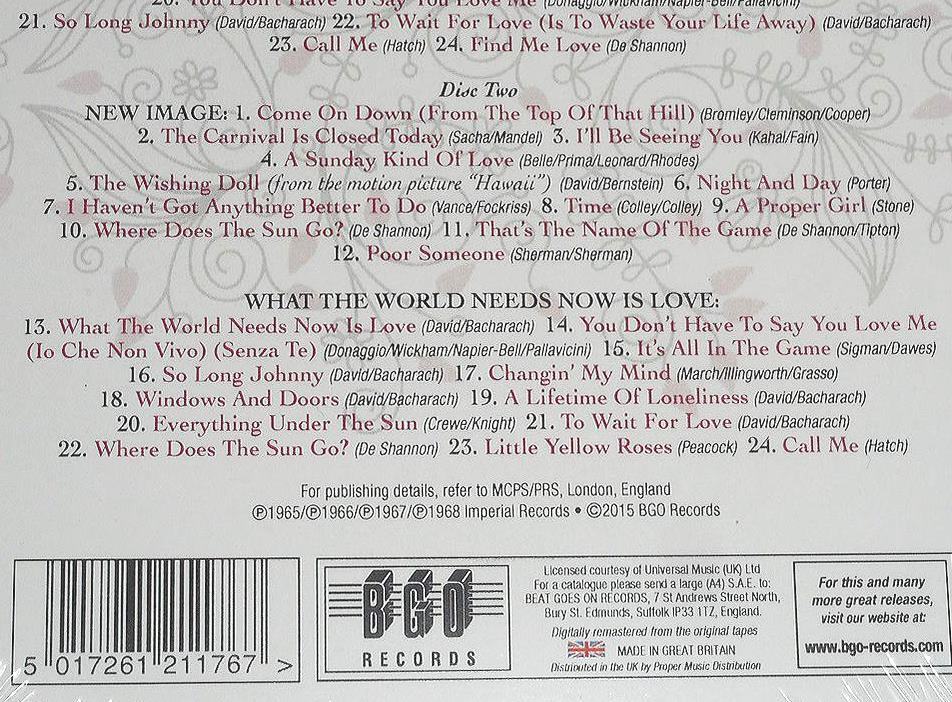 20. You Don't Have To Say You Love Me (Donaggio/Wickham/Napier-Bell/Pallavicini)
21. So Long Johnny (David/Bacharach) 22. To Wait For Love (Is To Waste Your Life Away) (David/Bacharach)
23. Call Me (Hatch) 24. Find Me Love (De Shannon)
Disc Two
NEW IMAGE: 1. Come On Down (From The Top Of That Hill) (Bromley/Cleminson/Cooper)
2. The Carnival Is Closed Today (Sacha/Mandel) 3. I'll Be Seeing You (Kahal/Fain)
4. A Sunday Kind Of Love (Belle/Prima/Leonard/Rhodes)
5. The Wishing Doll (from the motion picture "Hawaii") (David/Bernstein) 6. Night And Day (Porter)
7. I Haven't Got Anything Better To Do (Vance/Fockriss) 8. Time (Colley/Colley) 9. A Proper Girl (Stone)
10. Where Does The Sun Go? (De Shannon) 11. That's The Name Of The Game (De Shannon/Tipton)
12. Poor Someone (Sherman/Sherman)
WHAT THE WORLD NEEDS NOW IS LOVE:
13. What The World Needs Now Is Love (David/Bacharach) 14. You Don't Have To Say You Love Me
(Io Che Non Vivo) (Senza Te) (Donaggio/Wickham/Napier-Bell/Pallavicini) 15. It's All In The Game (Sigman/Dawes)
16. So Long Johnny (David/Bacharach) 17. Changin' My Mind (March/Illingworth/Grasso)
18. Windows And Doors (David/Bacharach) 19. A Lifetime Of Loneliness (David/Bacharach)
20. Everything Under The Sun (Crewe/Knight) 21. To Wait For Love (David/Bacharach)
22. Where Does The Sun Go? (De Shannon) 23. Little Yellow Roses (Peacock) 24. Call Me (Hatch)
For publishing details, refer to MCPS/PRS, London, England
℗1965/℗1966/℗1967/℗1968 Imperial Records • ©2015 BGO Records
5 017261 211767 >
BGO
RECORDS
Licensed courtesy of Universal Music (UK) Ltd
For a catalogue please send a large (A4) S.A.E. to:
BEAT GOES ON RECORDS, 7 St Andrews Street North,
Bury St. Edmunds, Suffolk IP33 1TZ, England.
Digitally remastered from the original tapes
MADE IN GREAT BRITAIN
Distributed in the UK by Proper Music Distribution
For this and many
more great releases,
visit our website at:
www.bgo-records.com